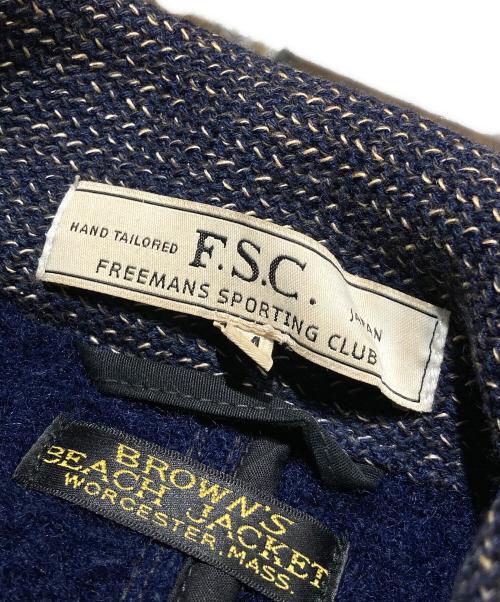 HAND TAILORED F.S.C. JAPAN
FREEMANS SPORTING CLUB
BROWN'S
BEACH JACKET
WORCESTER, MASS.